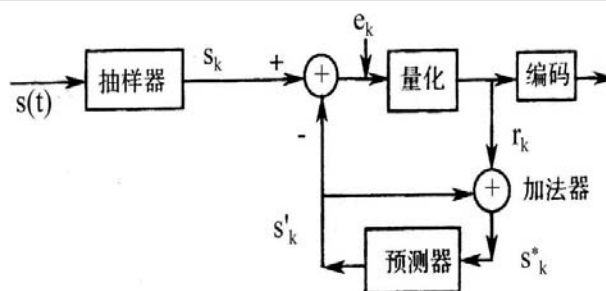 e_k
s_k
+
+
s(t)
抽样器
量化
编码
-
r_k
+
加法器
s'_k
预测器
s*_k